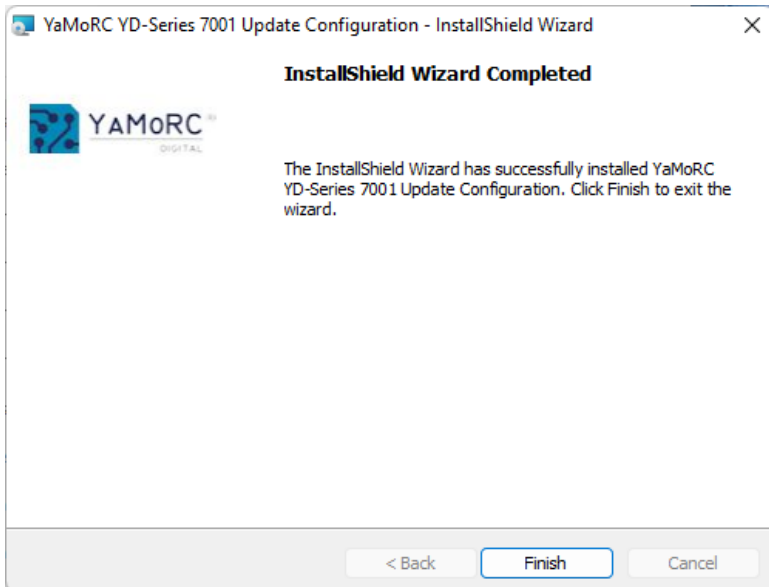 YaMoRC YD-Series 7001 Update Configuration - InstallShield Wizard
InstallShield Wizard Completed
YAMORC
DIGITAL
The InstallShield Wizard has successfully installed YaMoRC
YD-Series 7001 Update Configuration. Click Finish to exit the
wizard.
< Back
Finish
Cancel